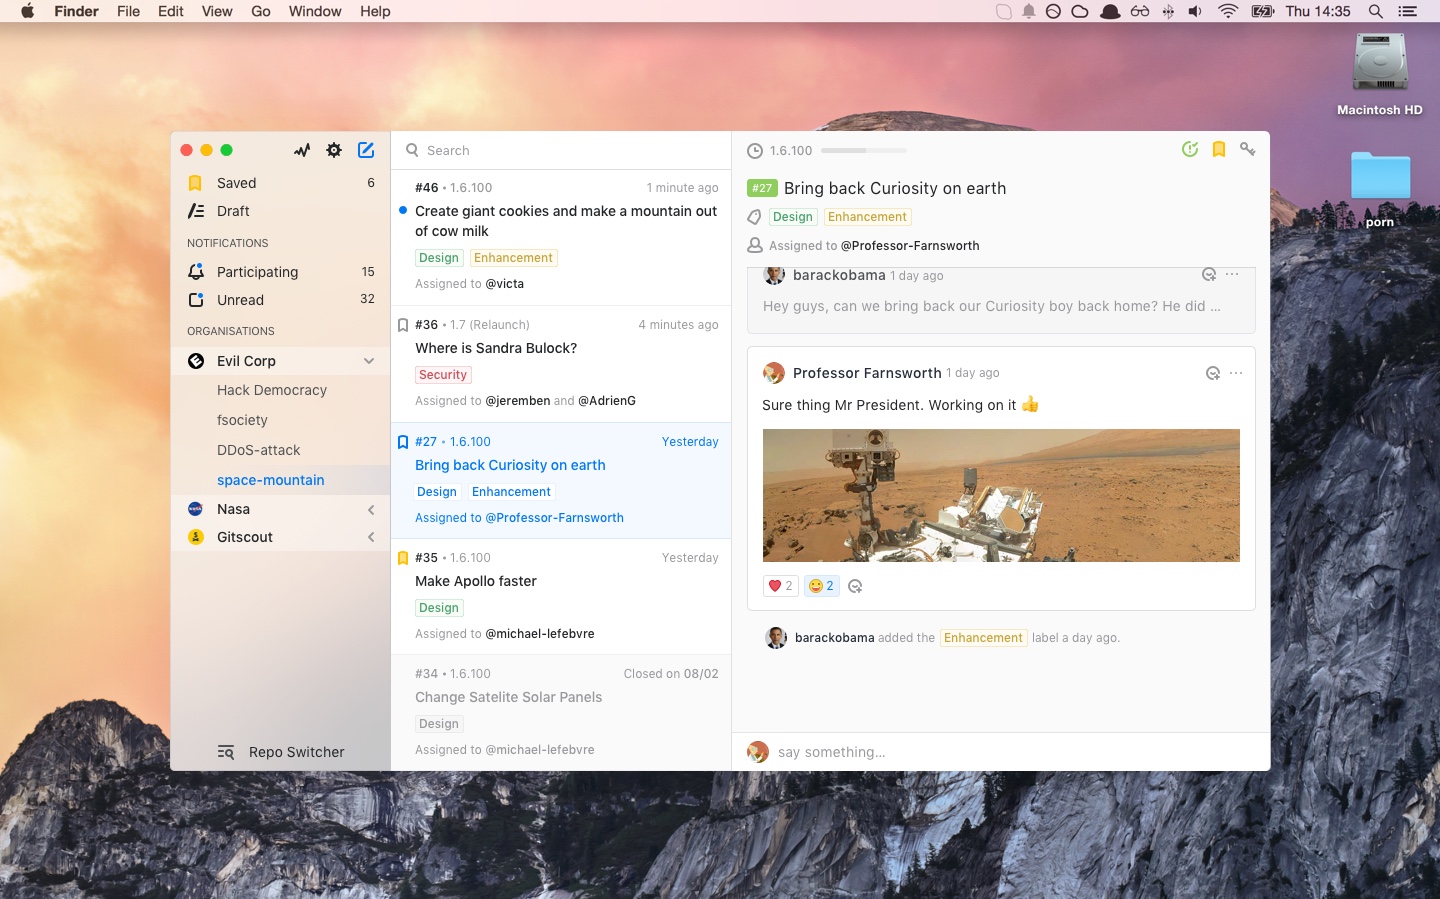 Finder File Edit View Go Window Help Thu 14:35
Macintosh HD
porn
Saved 6
Draft
NOTIFICATIONS
Participating 15
Unread 32
ORGANISATIONS
Evil Corp
Hack Democracy
fsociety
DDoS-attack
space-mountain
Nasa
Gitscout
Repo Switcher
Search
#46 • 1.6.100 1 minute ago
Create giant cookies and make a mountain out
of cow milk
Design Enhancement
Assigned to @victa
#36 • 1.7 (Relaunch) 4 minutes ago
Where is Sandra Bulock?
Security
Assigned to @jeremben and @AdrienG
#27 • 1.6.100 Yesterday
Bring back Curiosity on earth
Design Enhancement
Assigned to @Professor-Farnsworth
#35 • 1.6.100 Yesterday
Make Apollo faster
Design
Assigned to @michael-lefebvre
#34 • 1.6.100 Closed on 08/02
Change Satelite Solar Panels
Design
Assigned to @michael-lefebvre
1.6.100
#27 Bring back Curiosity on earth
Design Enhancement
Assigned to @Professor-Farnsworth
barackobama 1 day ago
Hey guys, can we bring back our Curiosity boy back home? He did ...
Professor Farnsworth 1 day ago
Sure thing Mr President. Working on it 👍
2 2
barackobama added the Enhancement label a day ago.
say something...